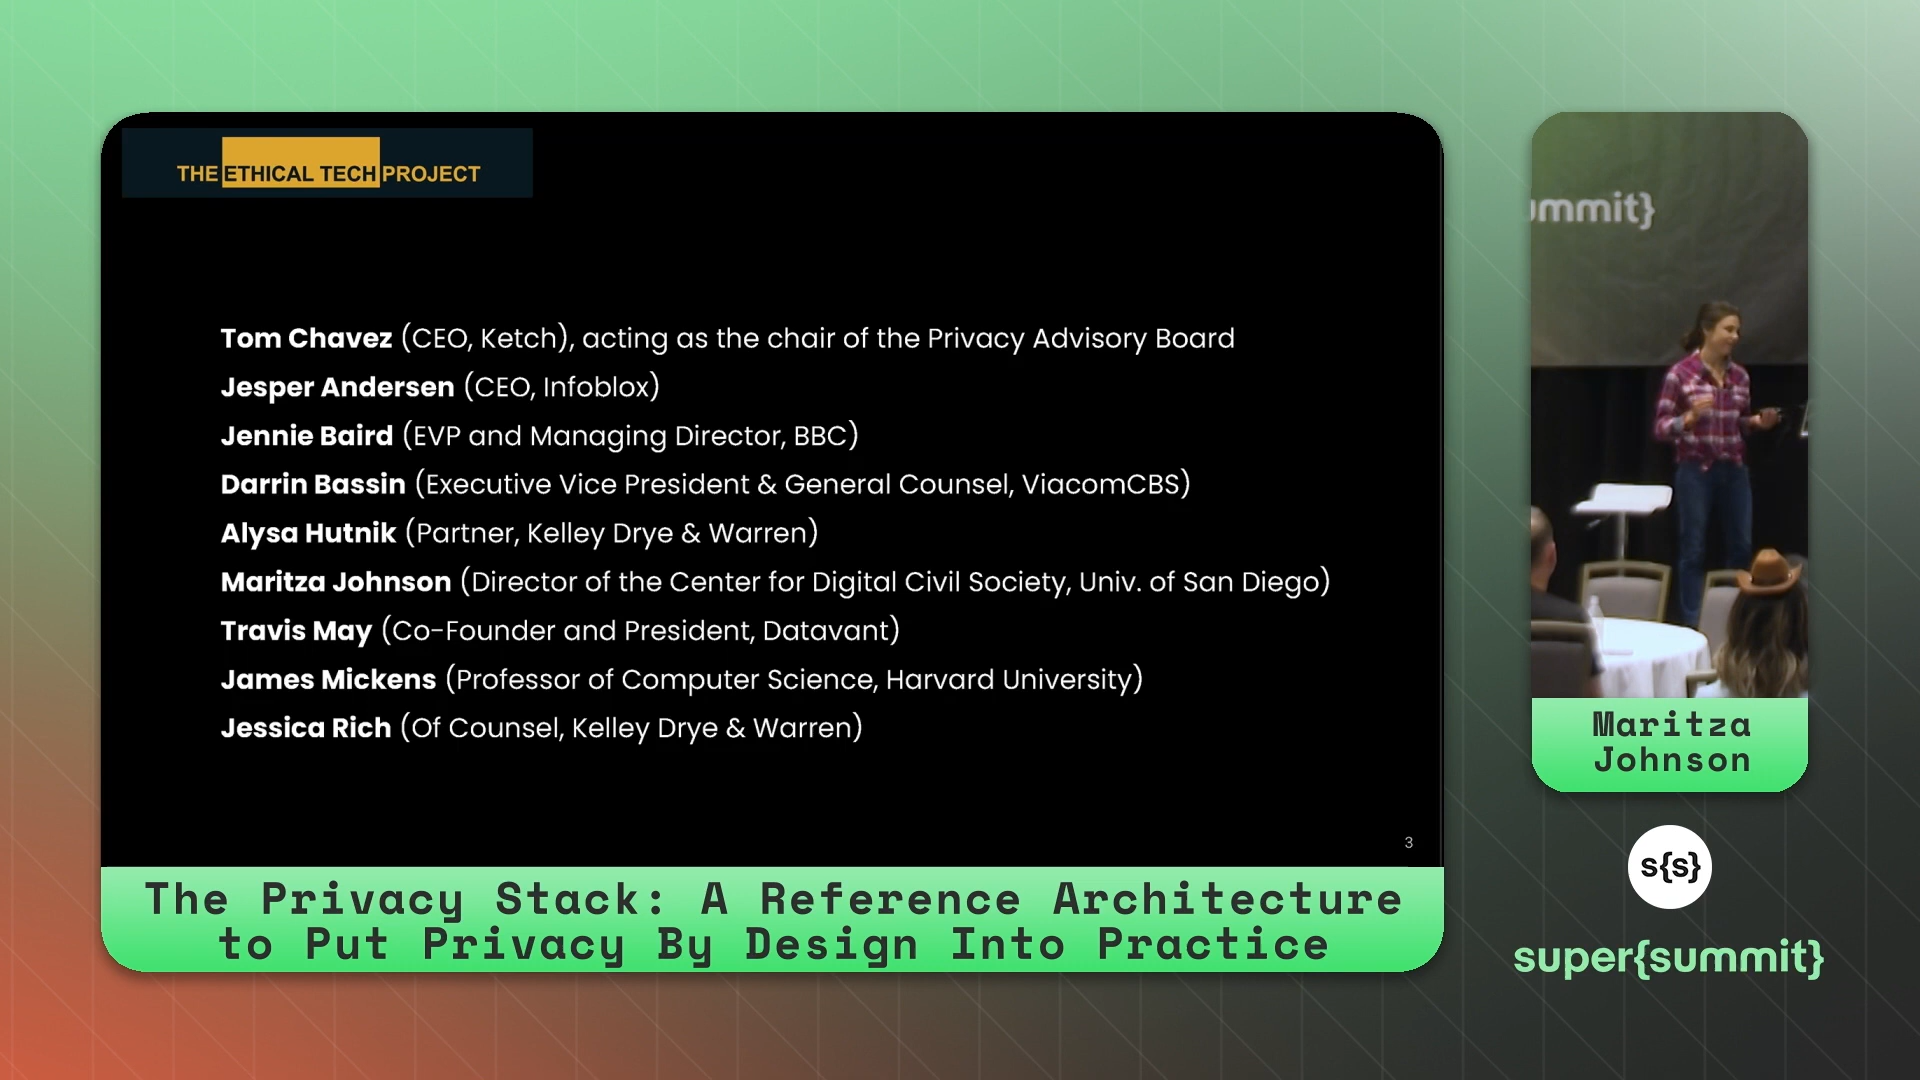 THE ETHICAL TECH PROJECT
Tom Chavez (CEO, Ketch), acting as the chair of the Privacy Advisory Board
Jesper Andersen (CEO, Infoblox)
Jennie Baird (EVP and Managing Director, BBC)
Darrin Bassin (Executive Vice President & General Counsel, ViacomCBS)
Alysa Hutnik (Partner, Kelley Drye & Warren)
Maritza Johnson (Director of the Center for Digital Civil Society, Univ. of San Diego)
Travis May (Co-Founder and President, Datavant)
James Mickens (Professor of Computer Science, Harvard University)
Jessica Rich (Of Counsel, Kelley Drye & Warren)
3
The Privacy Stack: A Reference Architecture
to Put Privacy By Design Into Practice
ummit}
Maritza
Johnson
s{s}
super{summit}